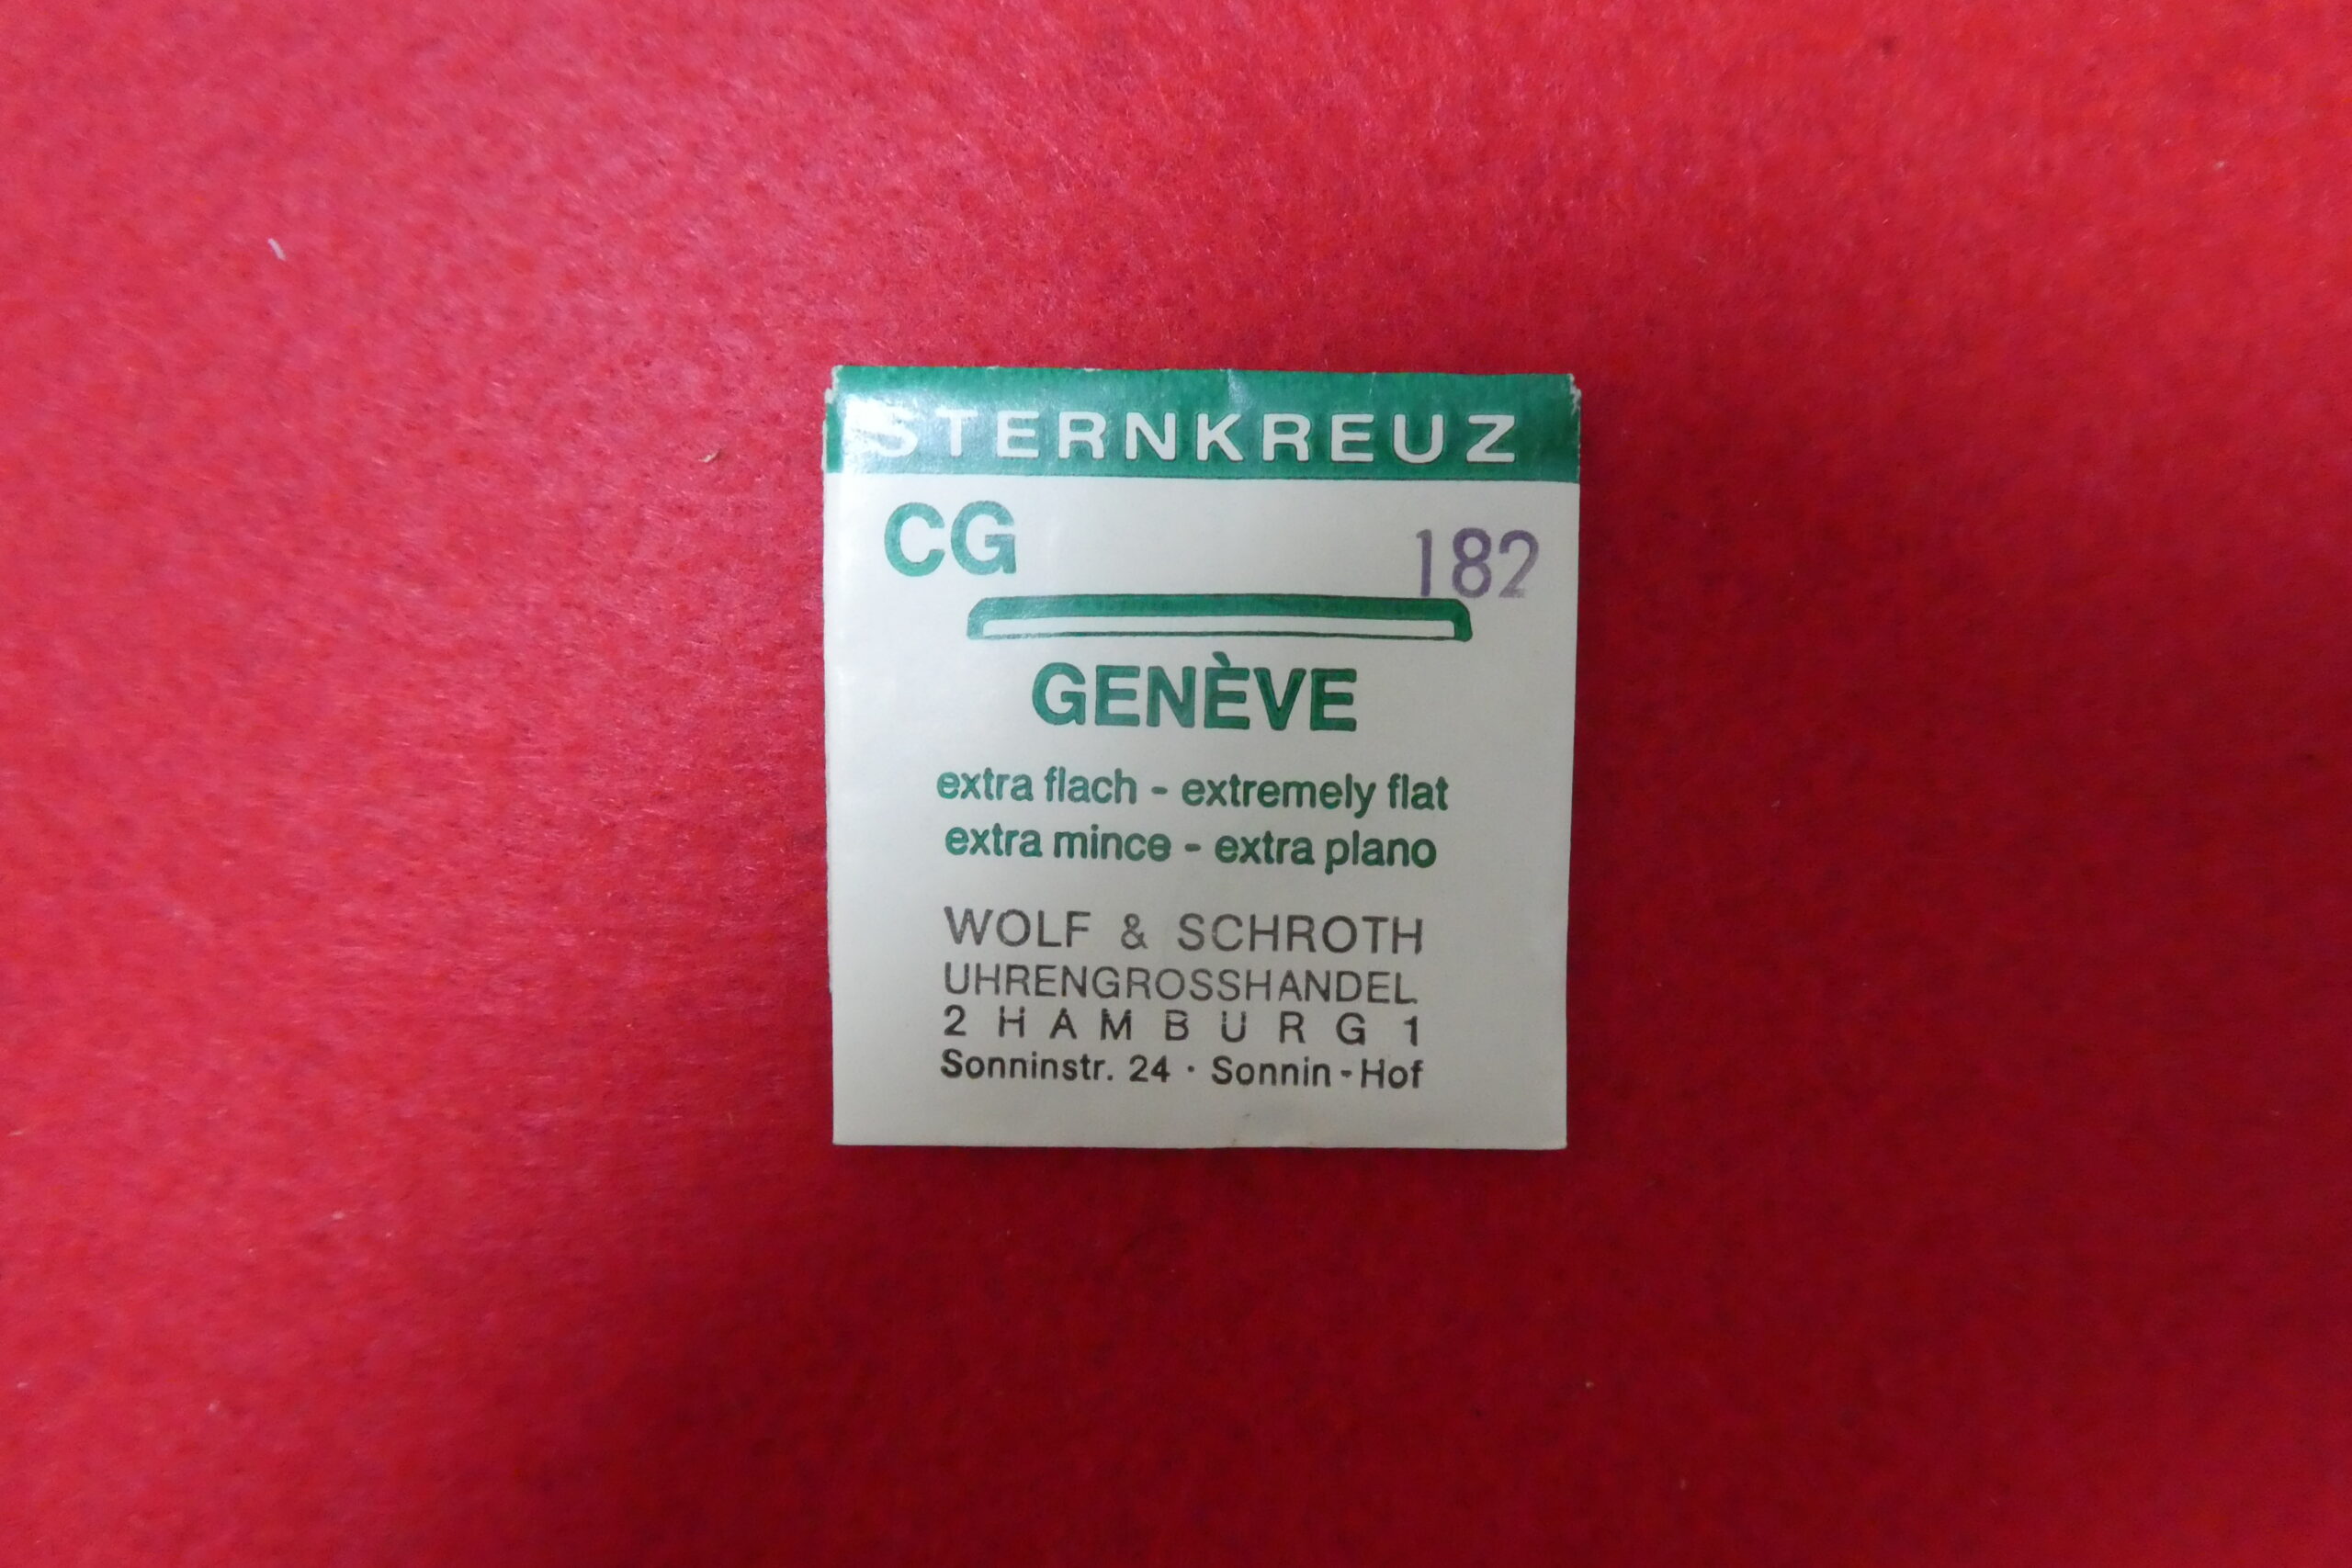 STERNKREUZ
CG
182
GENÈVE
extra flach - extremely flat
extra mince - extra plano
WOLF & SCHROTH
UHRENGROSSHANDEL
2 HAMBURG 1
Sonninstr. 24 · Sonnin-Hof